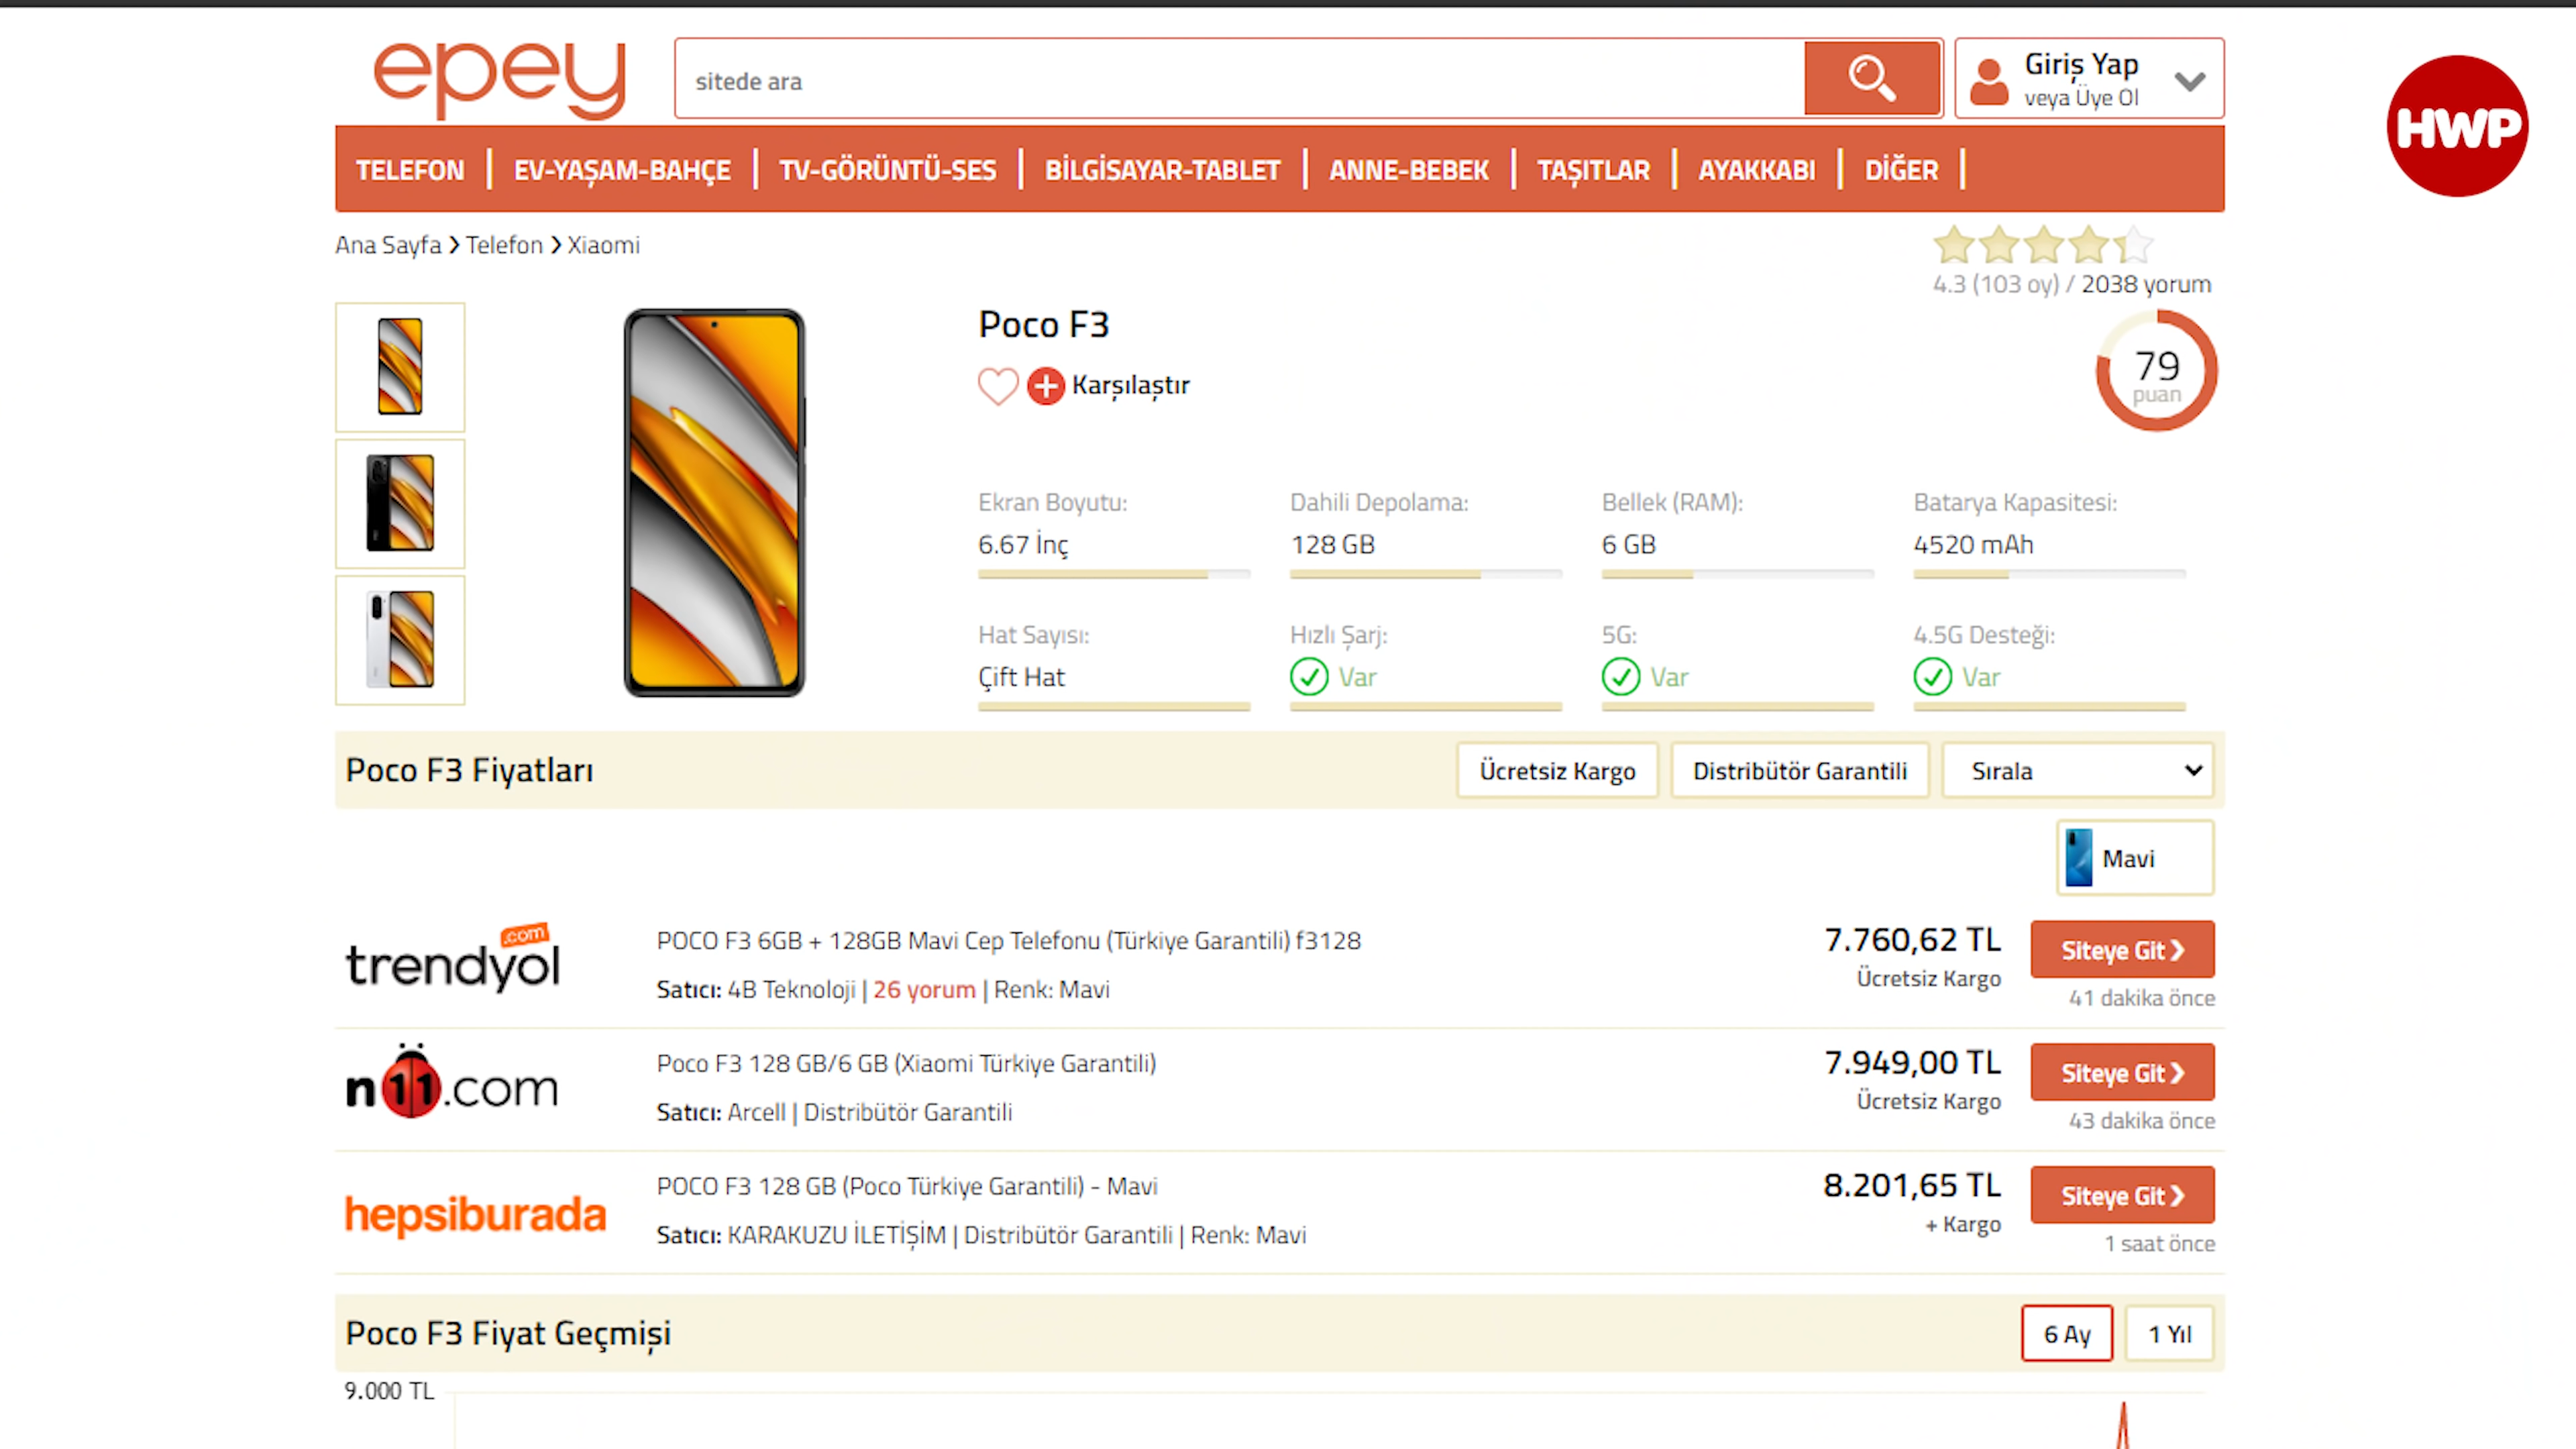 epey
sitede ara
Giriş Yap
veya Üye Ol
HWP
TELEFON | EV-YAŞAM-BAHÇE | TV-GÖRÜNTÜ-SES | BİLGİSAYAR-TABLET | ANNE-BEBEK | TAŞITLAR | AYAKKABI | DİĞER |
Ana Sayfa > Telefon > Xiaomi
4.3 (103 oy) / 2038 yorum
Poco F3
Karşılaştır
79
puan
Ekran Boyutu: Dahili Depolama: Bellek (RAM): Batarya Kapasitesi:
6.67 İnç 128 GB 6 GB 4520 mAh
Hat Sayısı: Hızlı Şarj: 5G: 4.5G Desteği:
Çift Hat Var Var Var
Poco F3 Fiyatları Ücretsiz Kargo Distribütör Garantili Sırala
Mavi
trendyol
.com
POCO F3 6GB + 128GB Mavi Cep Telefonu (Türkiye Garantili) f3128
Satıcı: 4B Teknoloji | 26 yorum | Renk: Mavi
7.760,62 TL
Ücretsiz Kargo
Siteye Git >
41 dakika önce
n11.com
Poco F3 128 GB/6 GB (Xiaomi Türkiye Garantili)
Satıcı: Arcell | Distribütör Garantili
7.949,00 TL
Ücretsiz Kargo
Siteye Git >
43 dakika önce
hepsiburada
POCO F3 128 GB (Poco Türkiye Garantili) - Mavi
Satıcı: KARAKUZU İLETİŞİM | Distribütör Garantili | Renk: Mavi
8.201,65 TL
+ Kargo
Siteye Git >
1 saat önce
Poco F3 Fiyat Geçmişi 6 Ay 1 Yıl
9.000 TL